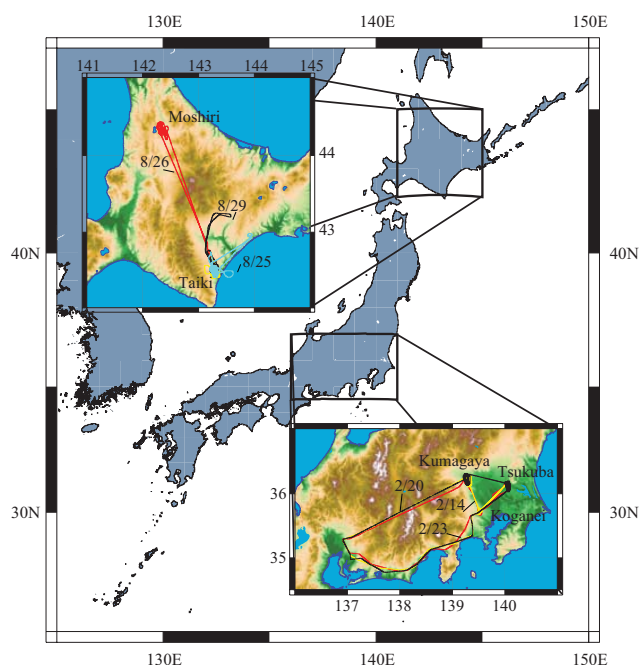 130E 140E 150E
141 142 143 144 145
Moshiri
44
8/26
8/29
43
8/25
Taiki
40N 40N
Kumagaya
Tsukuba
2/20
36
2/14
Koganei
2/23
30N 30N
35
137 138 139 140
130E 140E 150E